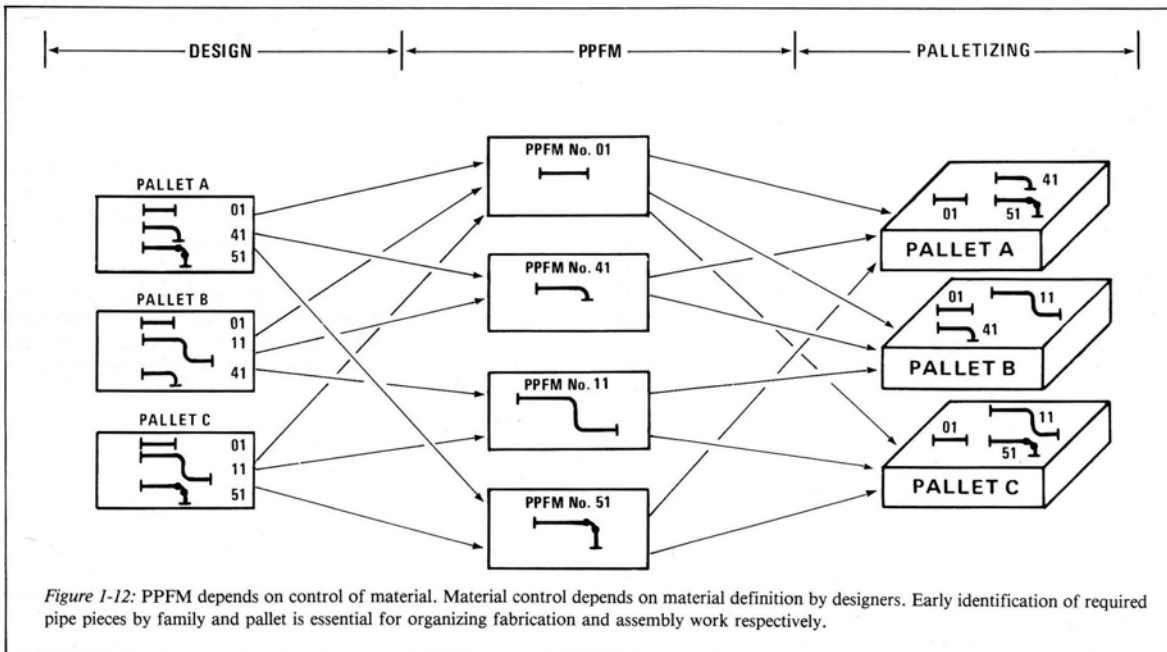 DESIGN PPFM PALLETIZING
PALLET A
01
41
51
PALLET B
01
11
41
PALLET C
01
11
51
PPFM No. 01
PPFM No. 41
PPFM No. 11
PPFM No. 51
41
01 51
PALLET A
01 11
41
PALLET B
11
01
51
PALLET C
Figure 1-12: PPFM depends on control of material. Material control depends on material definition by designers. Early identification of required
pipe pieces by family and pallet is essential for organizing fabrication and assembly work respectively.